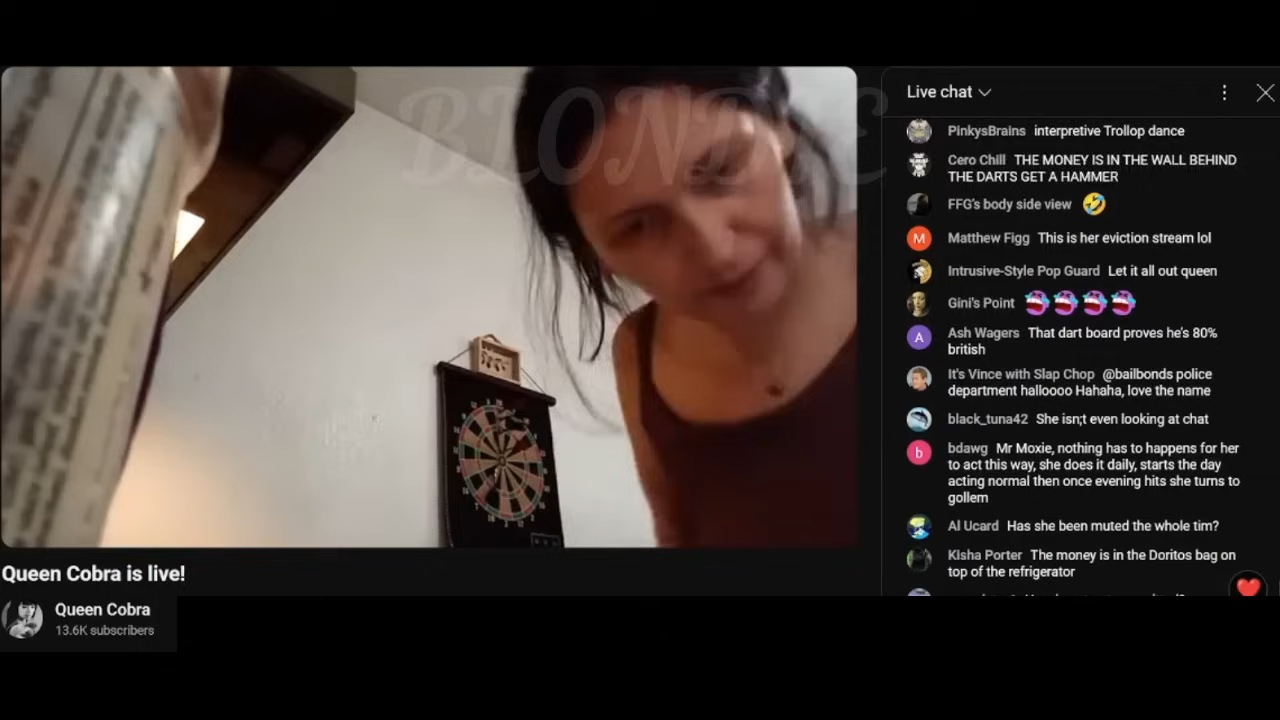 BLONDIE
Live chat
PinkysBrains interpretive Trollop dance
Cero Chill THE MONEY IS IN THE WALL BEHIND
THE DARTS GET A HAMMER
FFG's body side view 🤣
Matthew Figg This is her eviction stream lol
M
Intrusive-Style Pop Guard Let it all out queen
Gini's Point
Ash Wagers That dart board proves he's 80%
british
A
It's Vince with Slap Chop @bailbonds police
department halloooo Hahaha, love the name
black_tuna42 She isn;t even looking at chat
bdawg Mr Moxie, nothing has to happens for her
to act this way, she does it daily, starts the day
acting normal then once evening hits she turns to
gollem
b
Al Ucard Has she been muted the whole tim?
Kisha Porter The money is in the Doritos bag on
top of the refrigerator
Queen Cobra is live!
Queen Cobra
13.6K subscribers